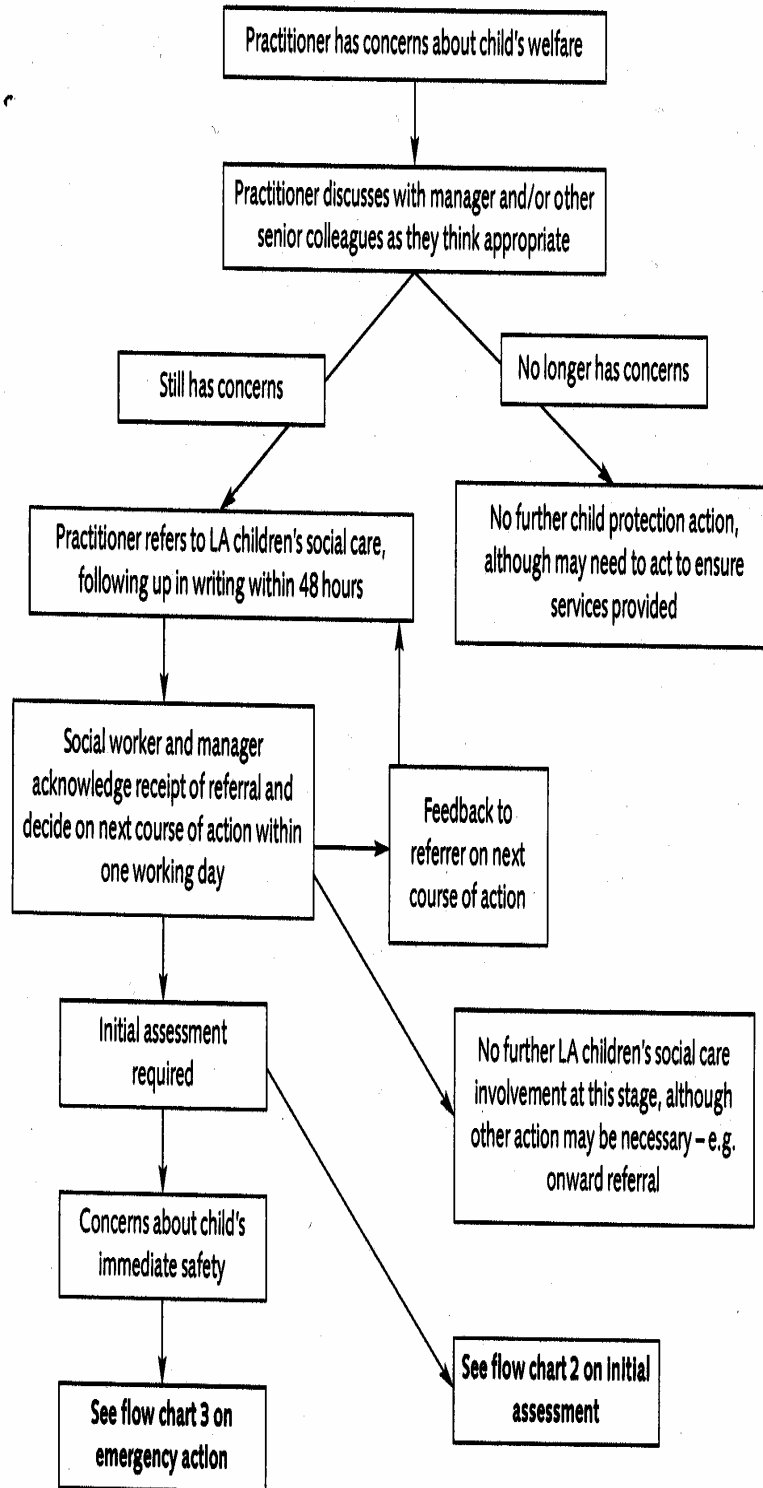 Practitioner has concerns about child's welfare
Practitioner discusses with manager and/or other
senior colleagues as they think appropriate
Still has concerns
No longer has concerns
Practitioner refers to LA children's social care,
following up in writing within 48 hours
No further child protection action,
although may need to act to ensure
services provided
Social worker and manager
acknowledge receipt of referral and
decide on next course of action within
one working day
Feedback to
referrer on next
course of action
Initial assessment
required
No further LA children's social care
involvement at this stage, although
other action may be necessary – e.g.
onward referral
Concerns about child's
immediate safety
See flow chart 2 on initial
assessment
See flow chart 3 on
emergency action